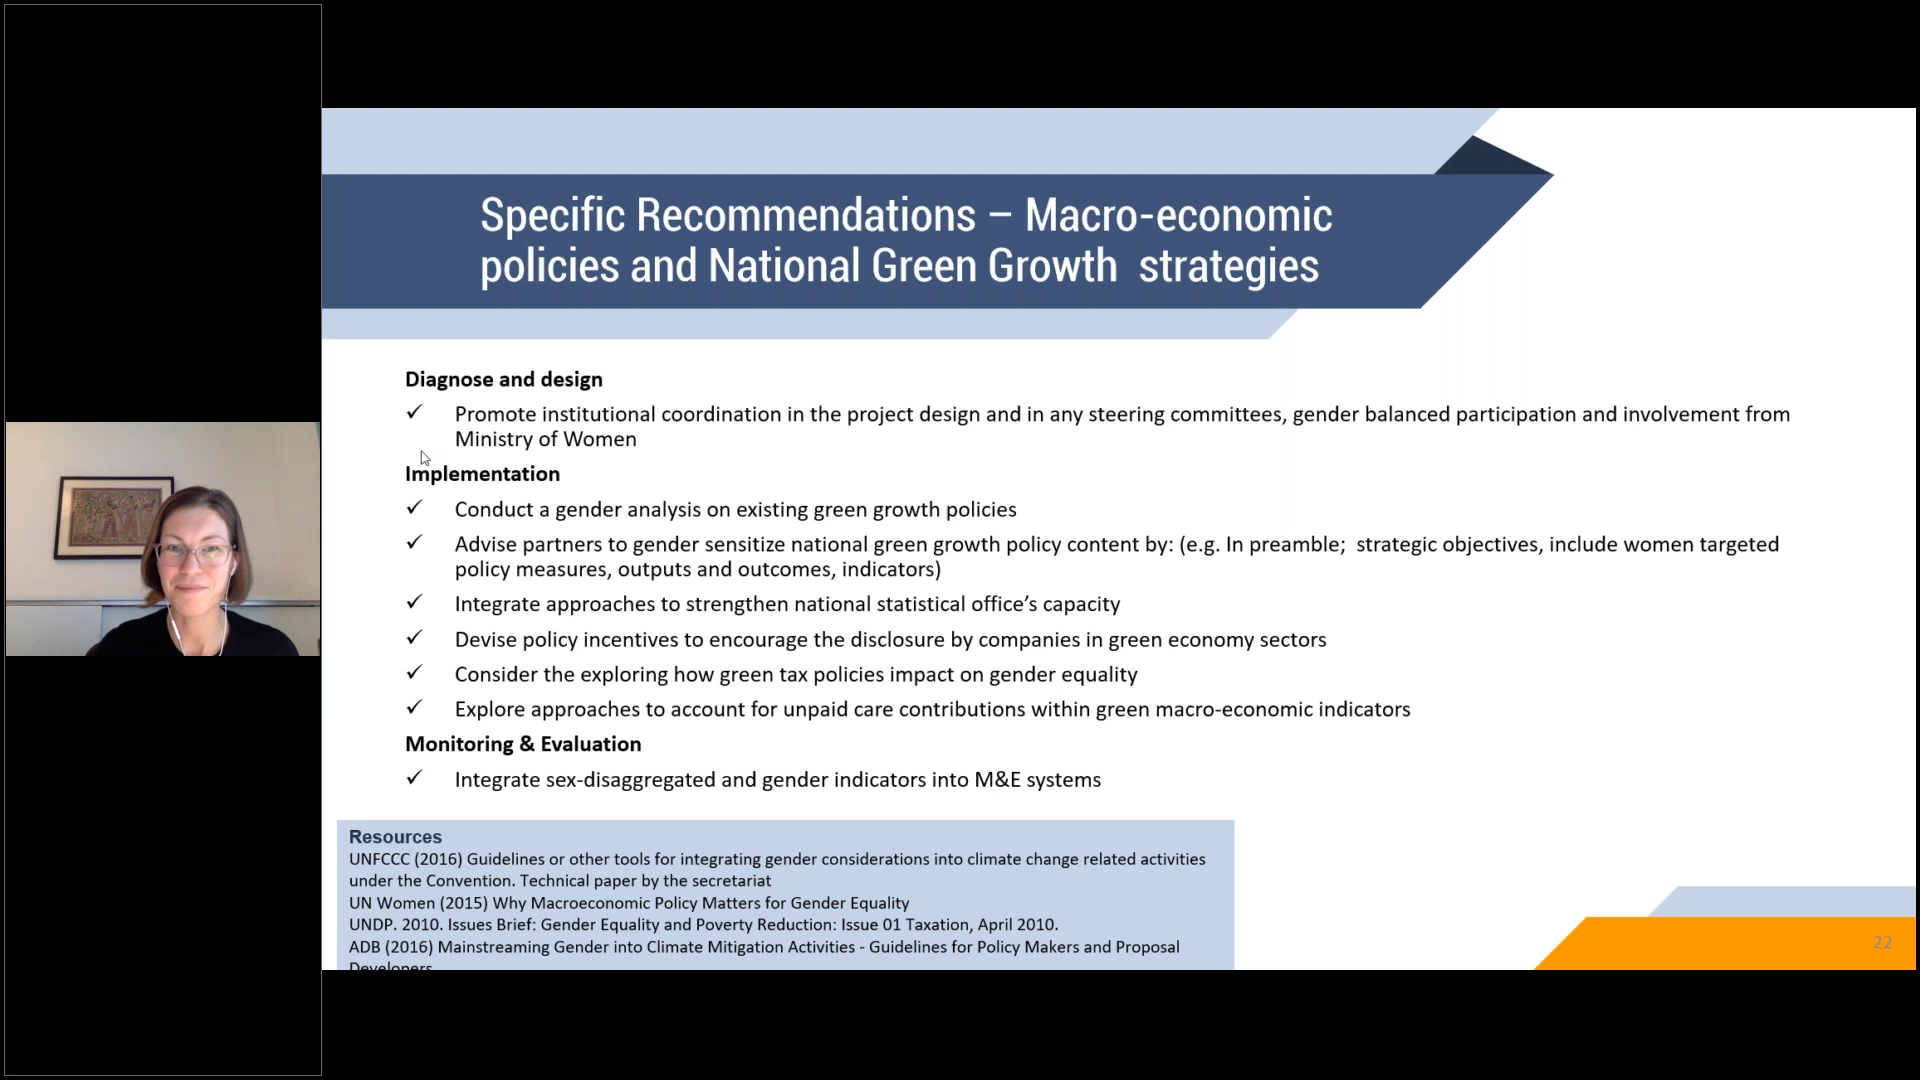 Specific Recommendations – Macro-economic
policies and National Green Growth  strategies
Diagnose and design
✓ Promote institutional coordination in the project design and in any steering committees, gender balanced participation and involvement from
Ministry of Women
Implementation
✓ Conduct a gender analysis on existing green growth policies
✓ Advise partners to gender sensitize national green growth policy content by: (e.g. In preamble;  strategic objectives, include women targeted
policy measures, outputs and outcomes, indicators)
✓ Integrate approaches to strengthen national statistical office’s capacity
✓ Devise policy incentives to encourage the disclosure by companies in green economy sectors
✓ Consider the exploring how green tax policies impact on gender equality
✓ Explore approaches to account for unpaid care contributions within green macro-economic indicators
Monitoring & Evaluation
✓ Integrate sex-disaggregated and gender indicators into M&E systems
Resources
UNFCCC (2016) Guidelines or other tools for integrating gender considerations into climate change related activities
under the Convention. Technical paper by the secretariat
UN Women (2015) Why Macroeconomic Policy Matters for Gender Equality
UNDP. 2010. Issues Brief: Gender Equality and Poverty Reduction: Issue 01 Taxation, April 2010.
ADB (2016) Mainstreaming Gender into Climate Mitigation Activities - Guidelines for Policy Makers and Proposal
Developers
22